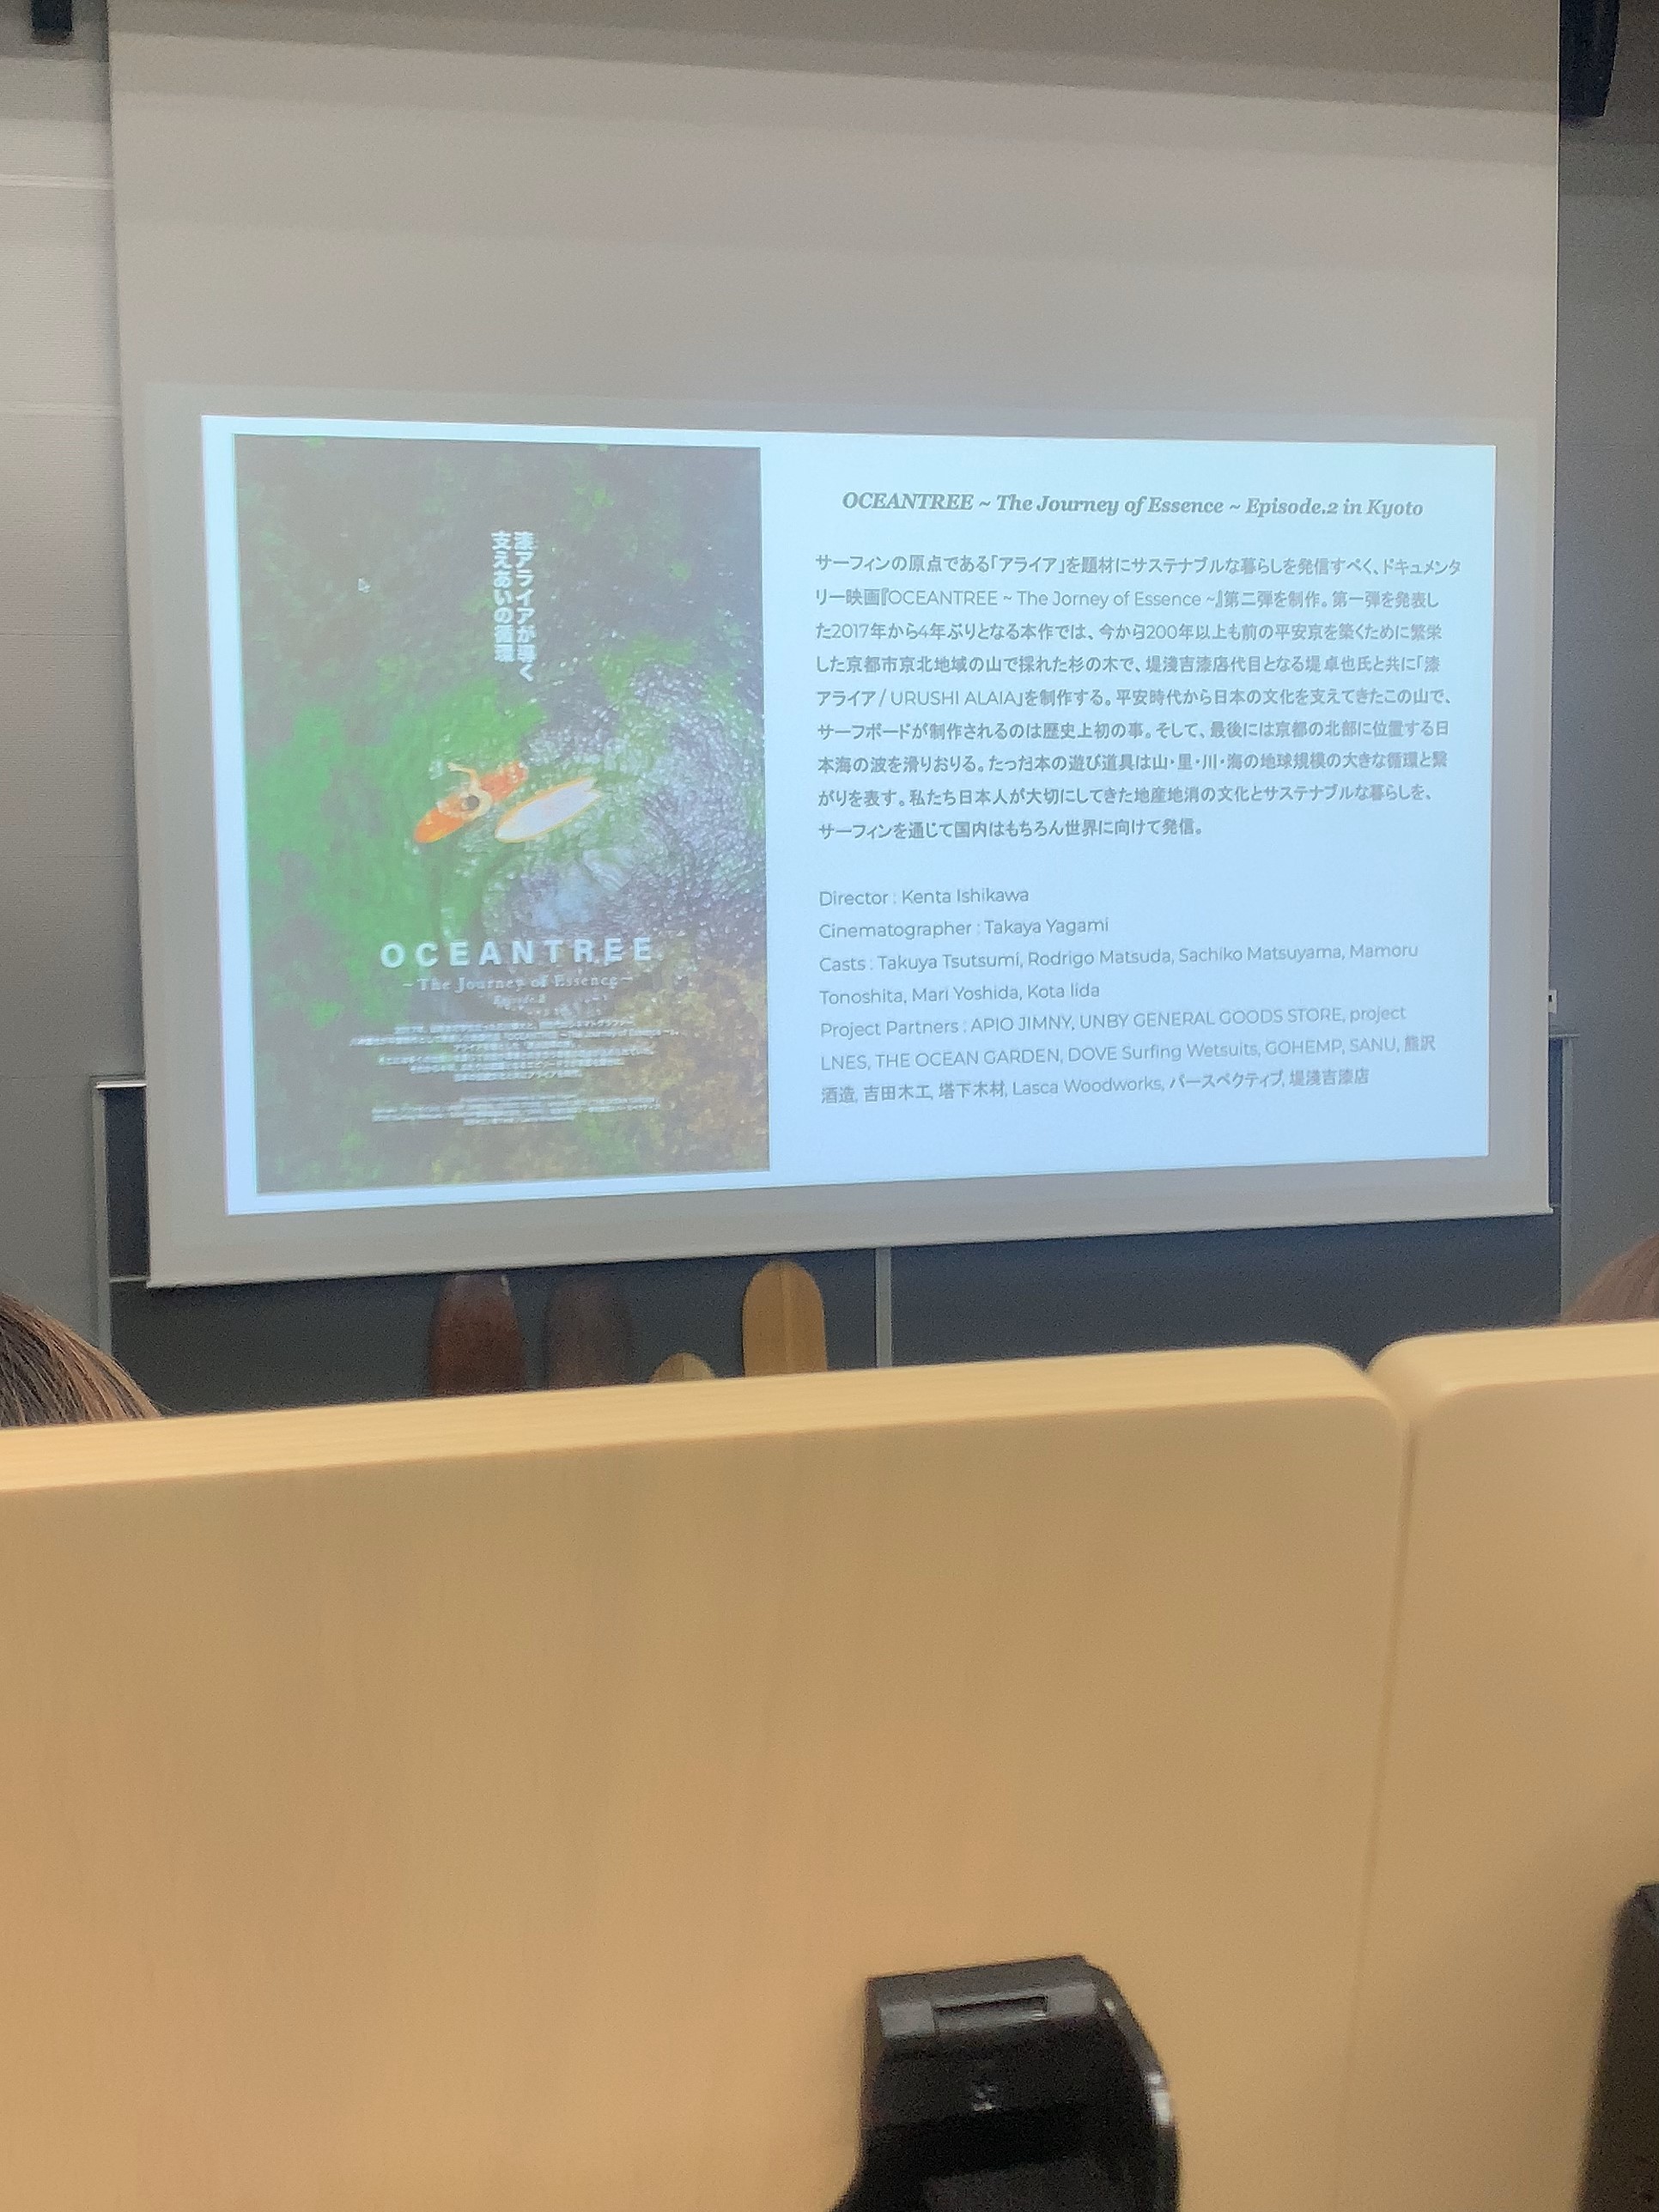 漆アライアが導く
支えあいの循環
OCEANTREE
~ The Journey of Essence ~
Episode.2
OCEANTREE ~ The Journey of Essence ~ Episode.2 in Kyoto
サーフィンの原点である「アライア」を題材にサステナブルな暮らしを発信すべく、ドキュメンタ
リー映画『OCEANTREE ~ The Jorney of Essence ~』第二弾を制作。第一弾を発表し
た2017年から4年ぶりとなる本作では、今から200年以上も前の平安京を築くために繁栄
した京都市京北地域の山で採れた杉の木で、堤淺吉漆店代目となる堤卓也氏と共に「漆
アライア / URUSHI ALAIA」を制作する。平安時代から日本の文化を支えてきたこの山で、
サーフボードが制作されるのは歴史上初の事。そして、最後には京都の北部に位置する日
本海の波を滑りおりる。たった本の遊び道具は山・里・川・海の地球規模の大きな循環と繋
がりを表す。私たち日本人が大切にしてきた地産地消の文化とサステナブルな暮らしを、
サーフィンを通じて国内はもちろん世界に向けて発信。
Director : Kenta Ishikawa
Cinematographer : Takaya Yagami
Casts : Takuya Tsutsumi, Rodrigo Matsuda, Sachiko Matsuyama, Mamoru
Tonoshita, Mari Yoshida, Kota Iida
Project Partners : APIO JIMNY, UNBY GENERAL GOODS STORE, project
LNES, THE OCEAN GARDEN, DOVE Surfing Wetsuits, GOHEMP, SANU, 熊沢
酒造, 吉田木工, 塔下木材, Lasca Woodworks, パースペクティブ, 堤淺吉漆店